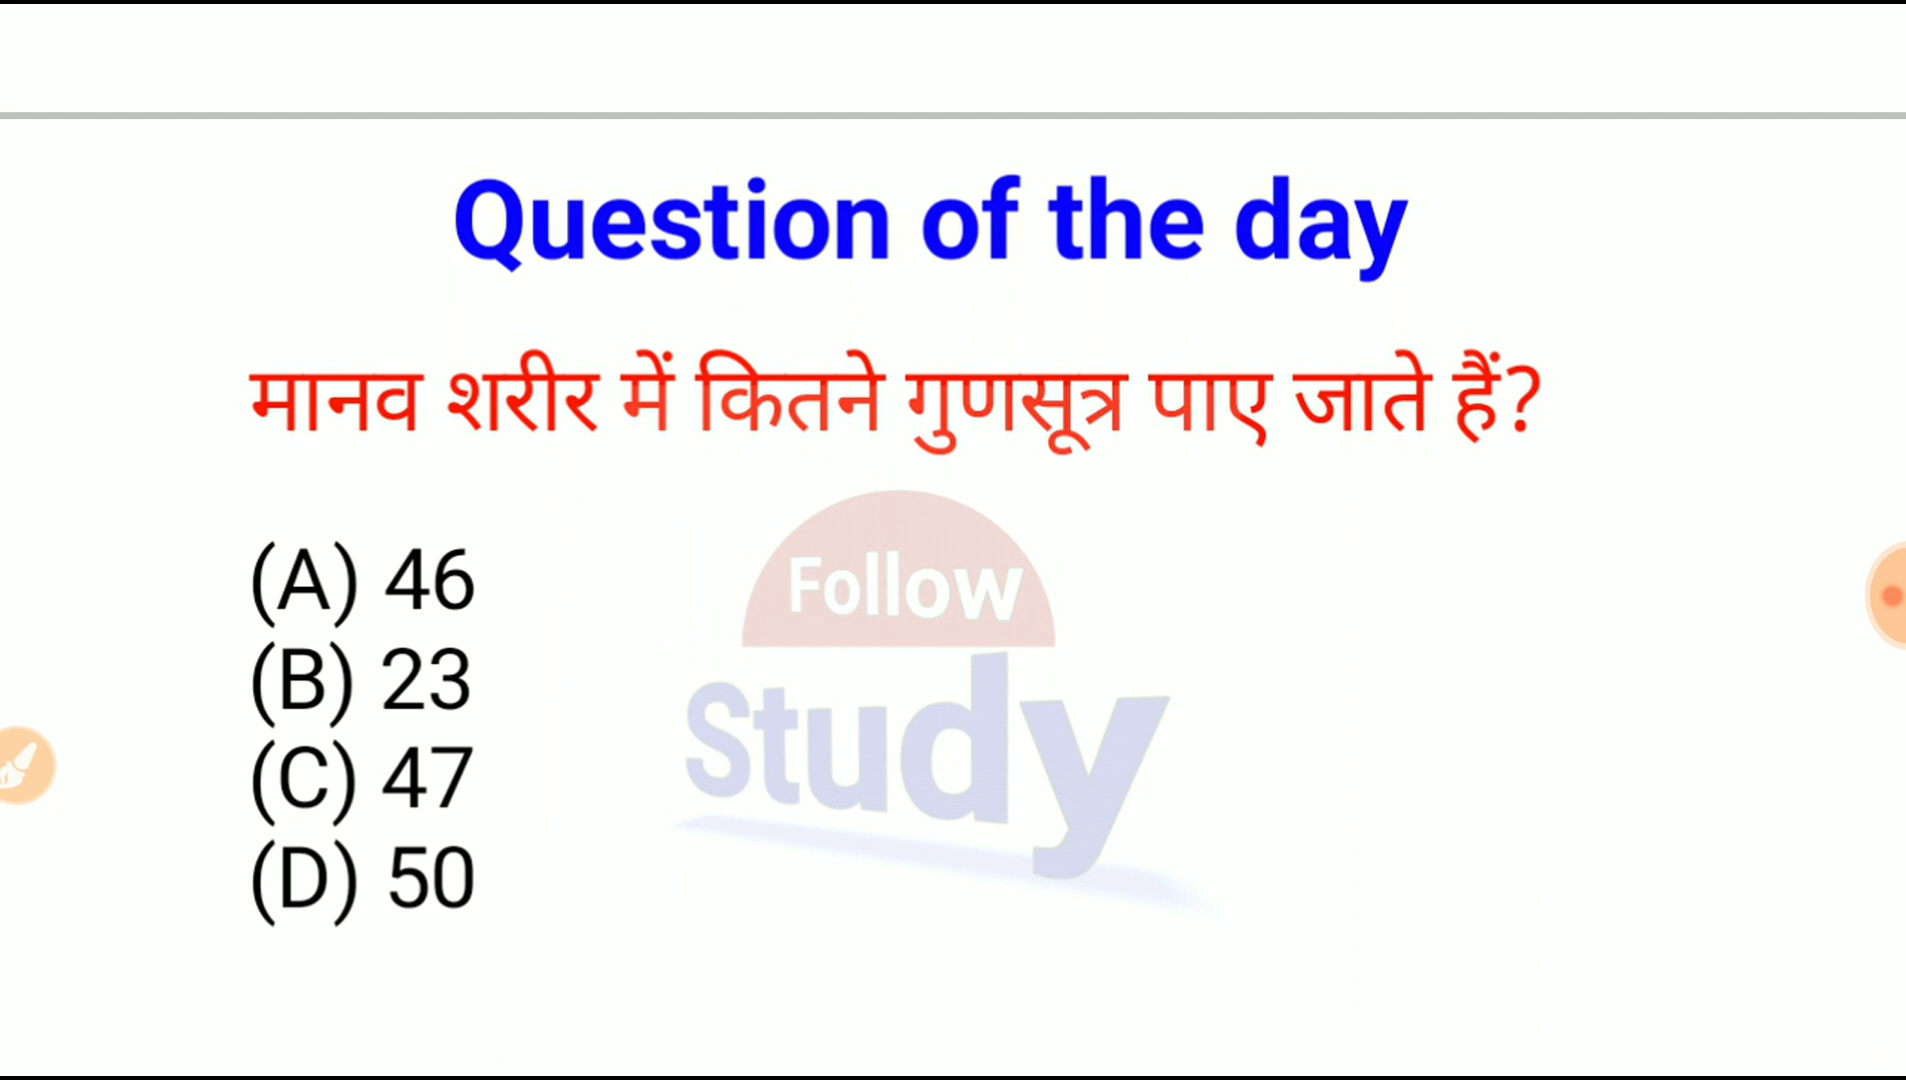 Question of the day
मानव शरीर में कितने गुणसूत्र पाए जाते हैं?
Follow
Study
(A) 46
(B) 23
(C) 47
(D) 50